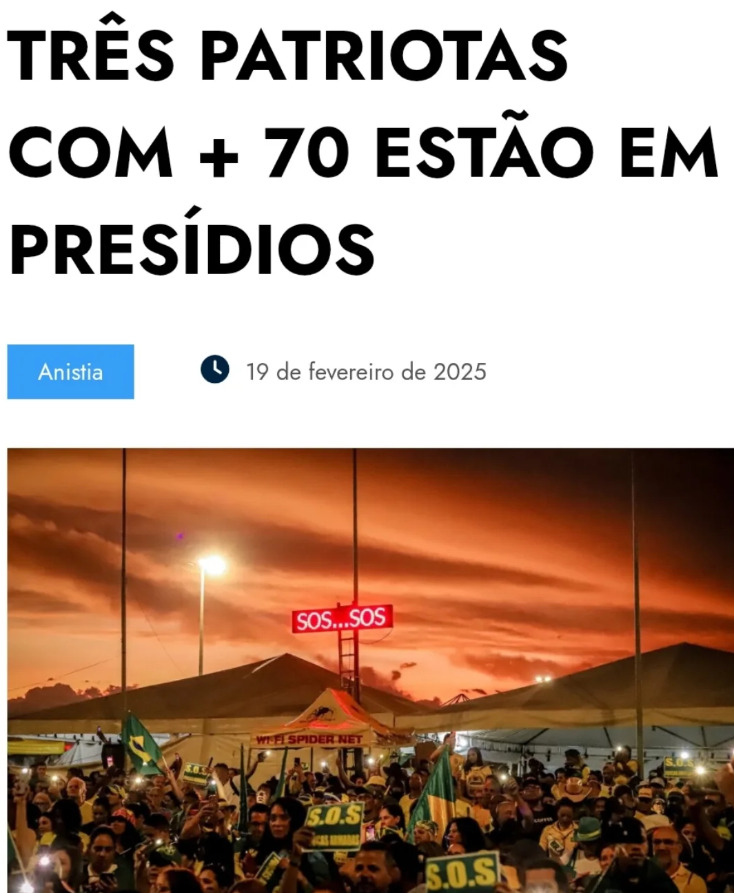 TRÊS PATRIOTAS
COM + 70 ESTÃO EM
PRESÍDIOS
Anistia
19 de fevereiro de 2025
SOS...SOS
WI-FI SPIDER NET
S.O.S
S.O.S
S.O.S
S.O.S